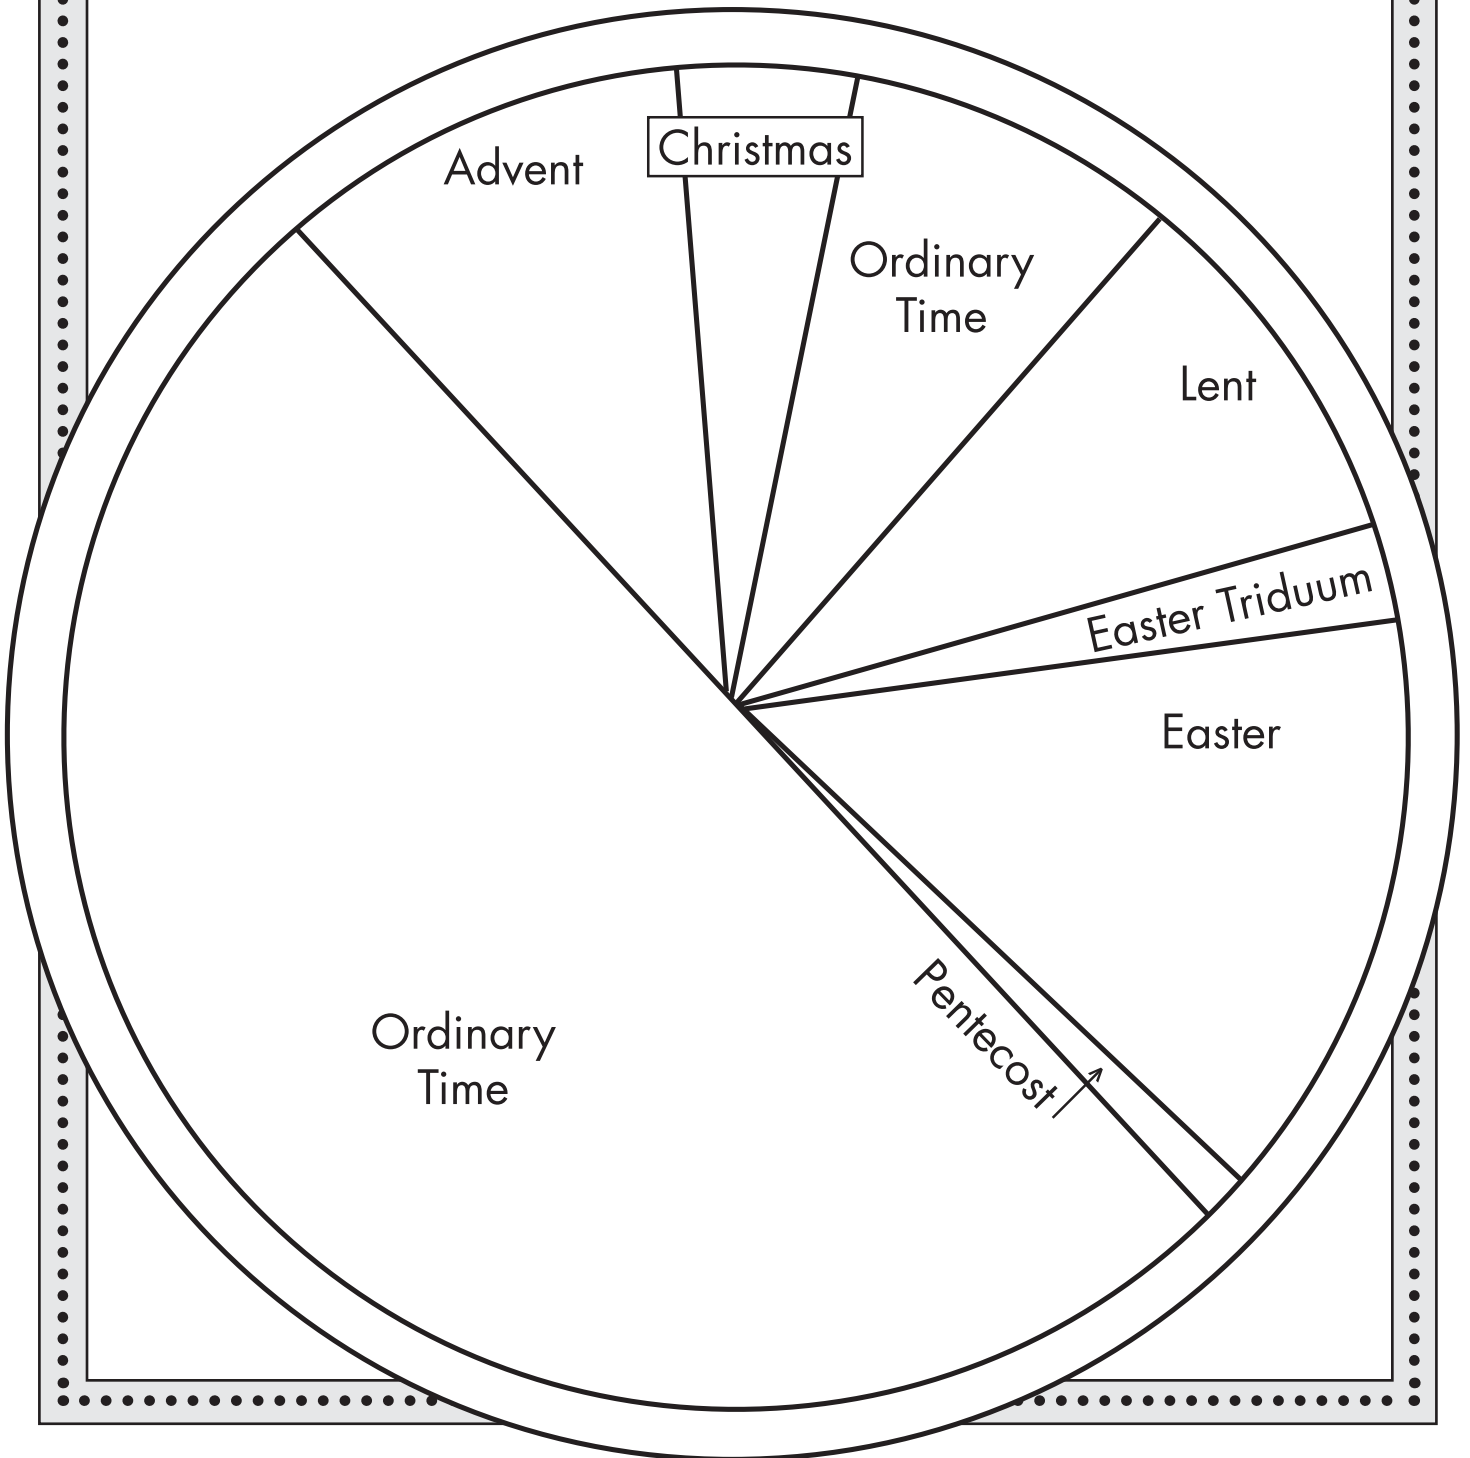 Advent
Christmas
Ordinary
Time
Lent
Easter Triduum
Easter
Pentecost
Ordinary
Time